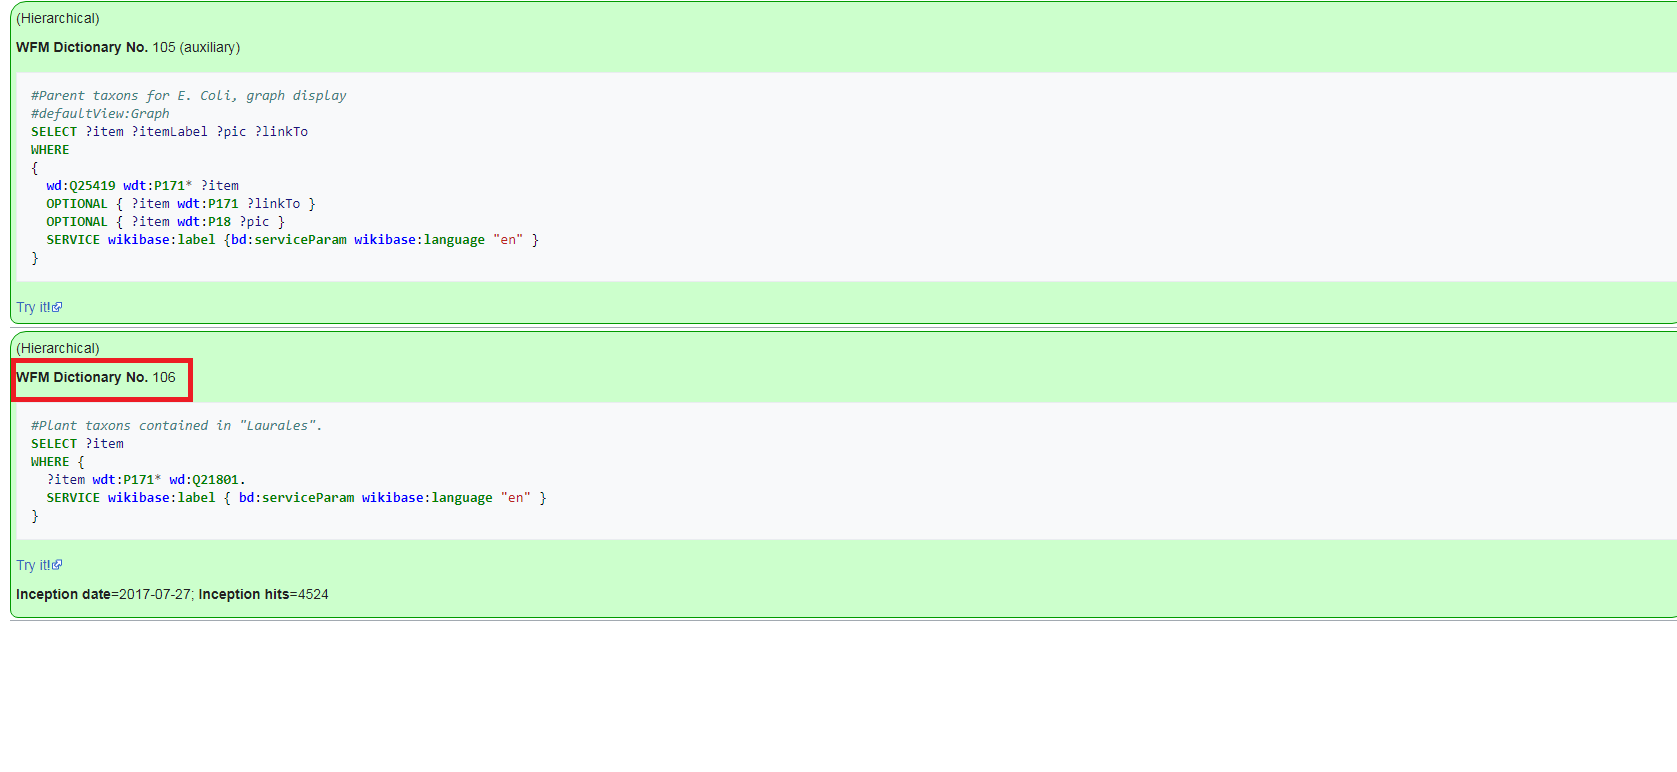 (Hierarchical)
WFM Dictionary No. 105 (auxiliary)
#Parent taxons for E. Coli, graph display
#defaultView:Graph
SELECT ?item ?itemLabel ?pic ?linkTo
WHERE
{
wd:Q25419 wdt:P171* ?item
OPTIONAL { ?item wdt:P171 ?linkTo }
OPTIONAL { ?item wdt:P18 ?pic }
SERVICE wikibase:label {bd:serviceParam wikibase:language "en" }
}
Try it!
(Hierarchical)
WFM Dictionary No. 106
#Plant taxons contained in "Laurales".
SELECT ?item
WHERE {
?item wdt:P171* wd:Q21801.
SERVICE wikibase:label { bd:serviceParam wikibase:language "en" }
}
Try it!
Inception date=2017-07-27; Inception hits=4524